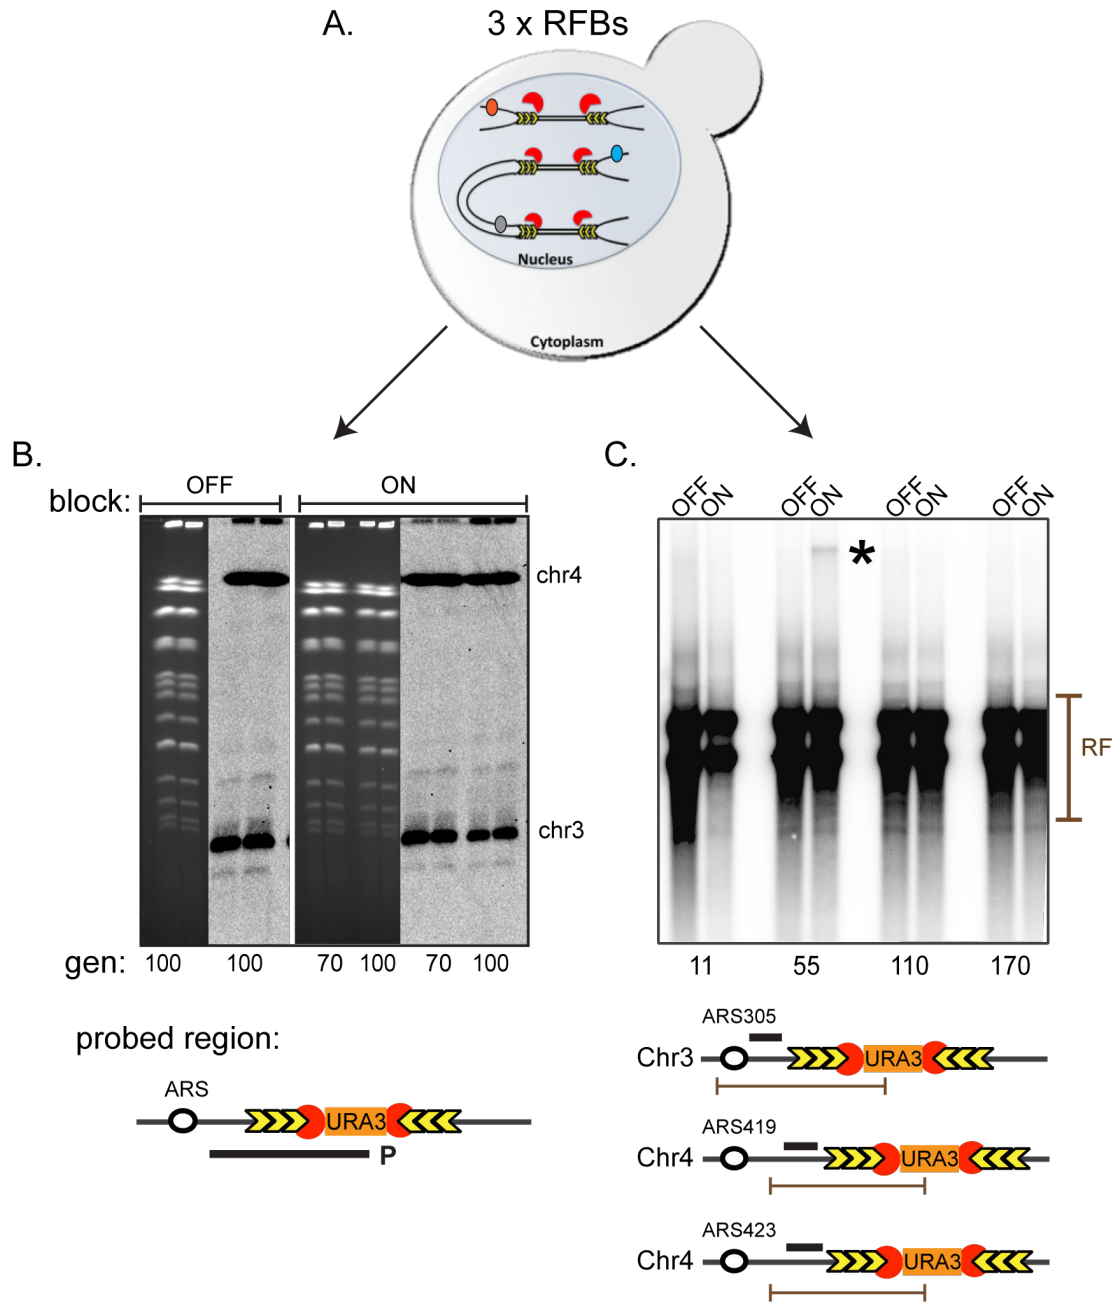 A.
3 x RFBs
Nucleus
Cytoplasm
B.
block:
OFF
ON
chr4
chr3
gen:
100 100 70 100 70 100
probed region:
ARS
URA3
P
C.
OFF ON OFF ON OFF ON OFF ON
*
RF
11 55 110 170
ARS305
Chr3 URA3
ARS419
Chr4 URA3
ARS423
Chr4 URA3